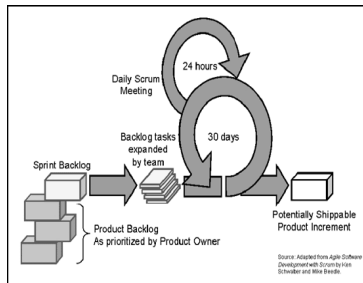 24 hours
Daily Scrum
Meeting
Backlog tasks
expanded
by team
30 days
Sprint Backlog
Potentially Shippable
Product Increment
Product Backlog
As prioritized by Product Owner
Source: Adapted from Agile Software
Development with Scrum by Ken
Schwaber and Mike Beedle.